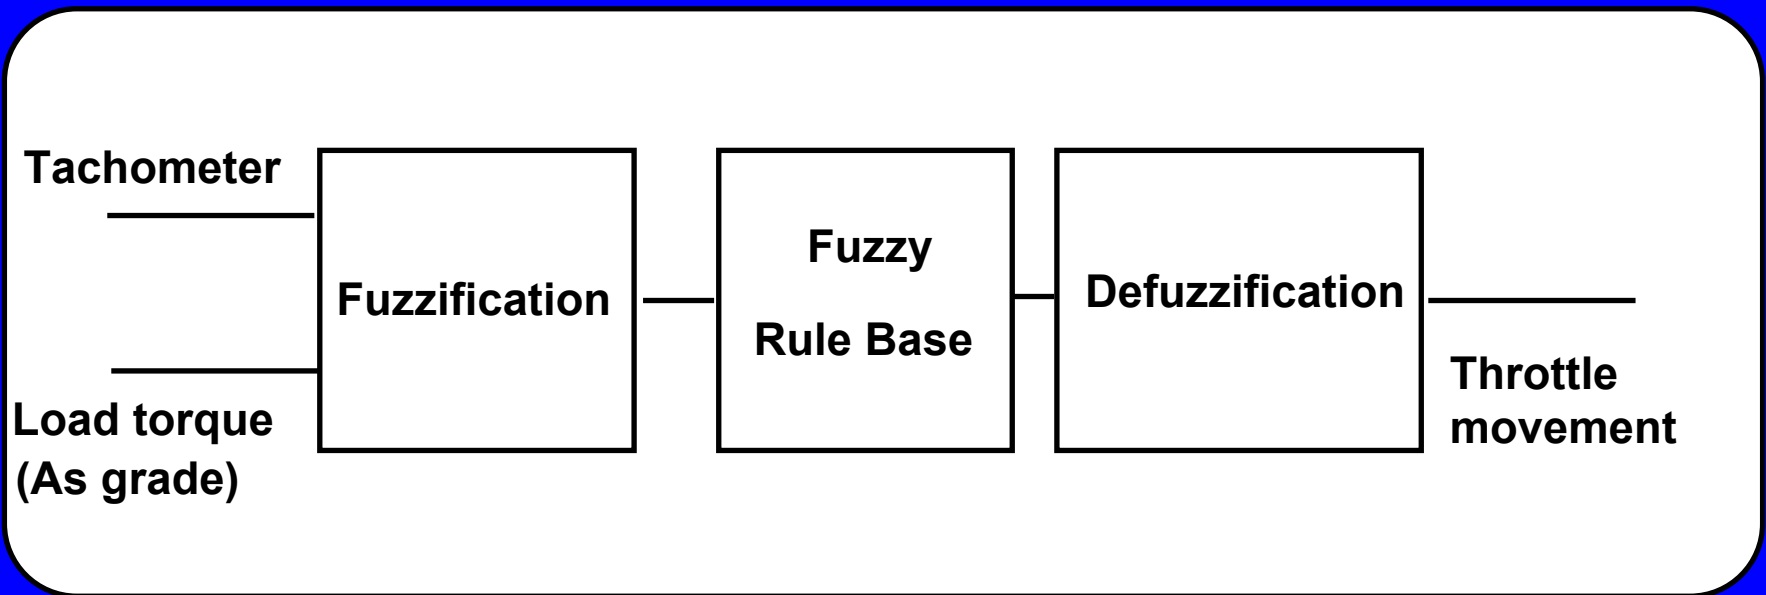 Tachometer
Load torque
(As grade)
Fuzzification
Fuzzy
Rule Base
Defuzzification
Throttle
movement